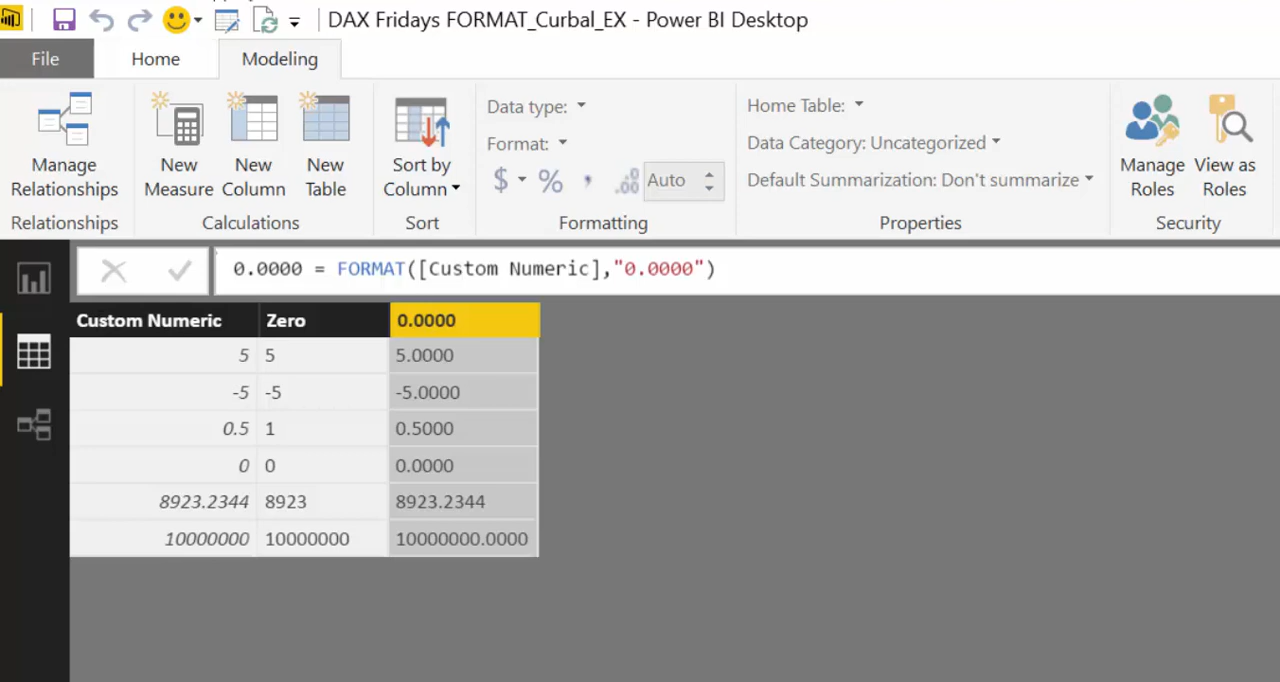 DAX Fridays FORMAT_Curbal_EX - Power BI Desktop
File Home Modeling
Manage Relationships
New Measure
New Column
New Table
Sort by Column
Data type:
Format:
$ % , .00 Auto
Home Table:
Data Category: Uncategorized
Default Summarization: Don't summarize
Manage Roles
View as Roles
Relationships Calculations Sort Formatting Properties Security
0.0000 = FORMAT([Custom Numeric],"0.0000")
Custom Numeric Zero 0.0000
5 5 5.0000
-5 -5 -5.0000
0.5 1 0.5000
0 0 0.0000
8923.2344 8923 8923.2344
10000000 10000000 10000000.0000